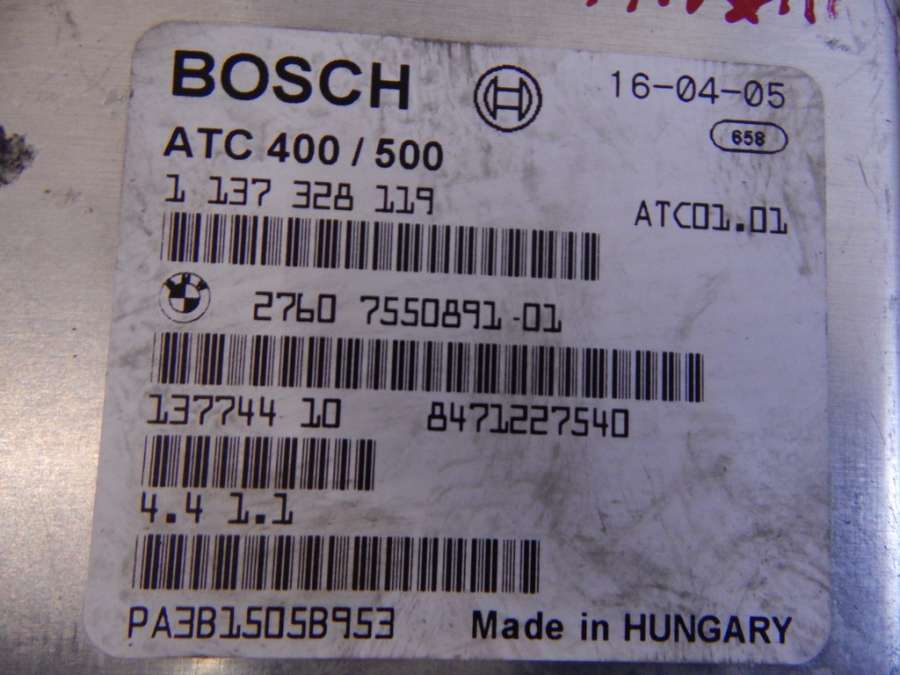 BOSCH 16-04-05
658
ATC 400 / 500
1 137 328 119
ATC01.01
2760 7550891-01
137744 10 8471227540
4.4 1.1
PA3B1505B953
Made in HUNGARY